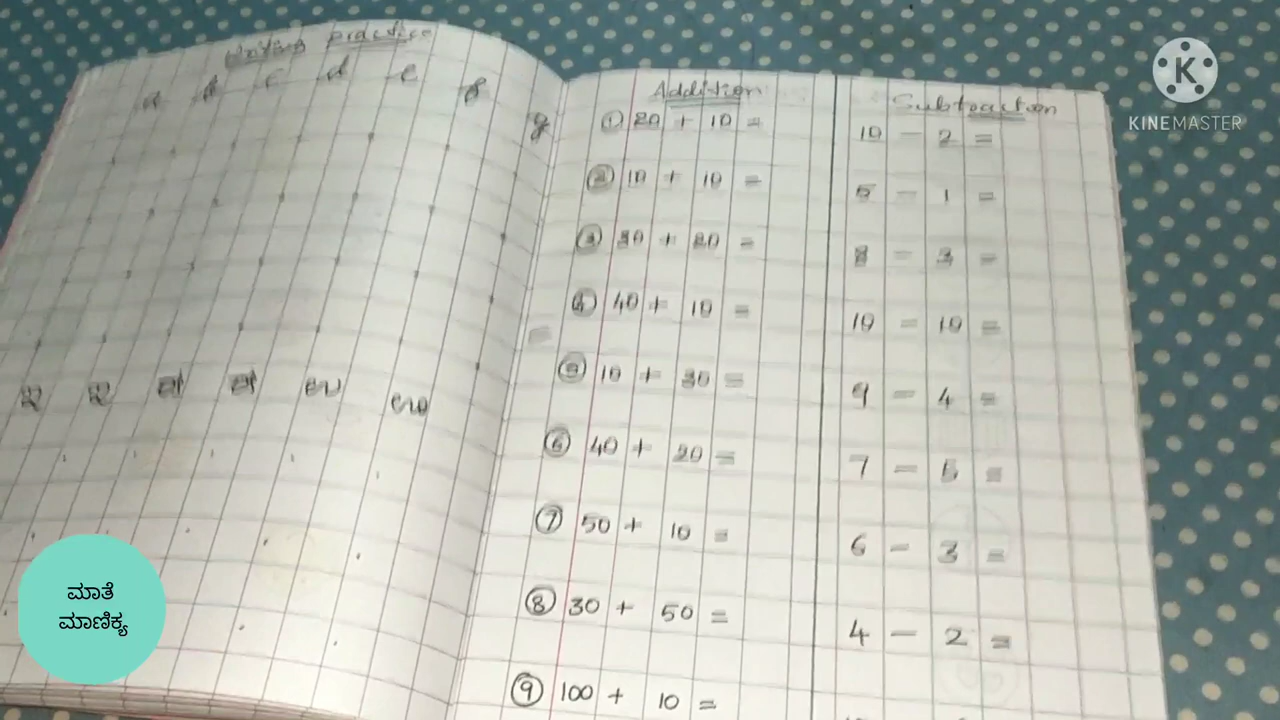 Writing Practice
a b c d e f g
ಇ ಇ ಈ ಈ ಉ ಊ
Addition
① 20 + 10 =
② 10 + 10 =
③ 30 + 20 =
④ 40 + 10 =
⑤ 10 + 30 =
⑥ 40 + 20 =
⑦ 50 + 10 =
⑧ 30 + 50 =
⑨ 100 + 10 =
Subtraction
10 - 2 =
5 - 1 =
8 - 3 =
10 - 10 =
9 - 4 =
7 - 5 =
6 - 3 =
4 - 2 =
KINEMASTER
ಮಾತೆ
ಮಾಣಿಕ್ಯ